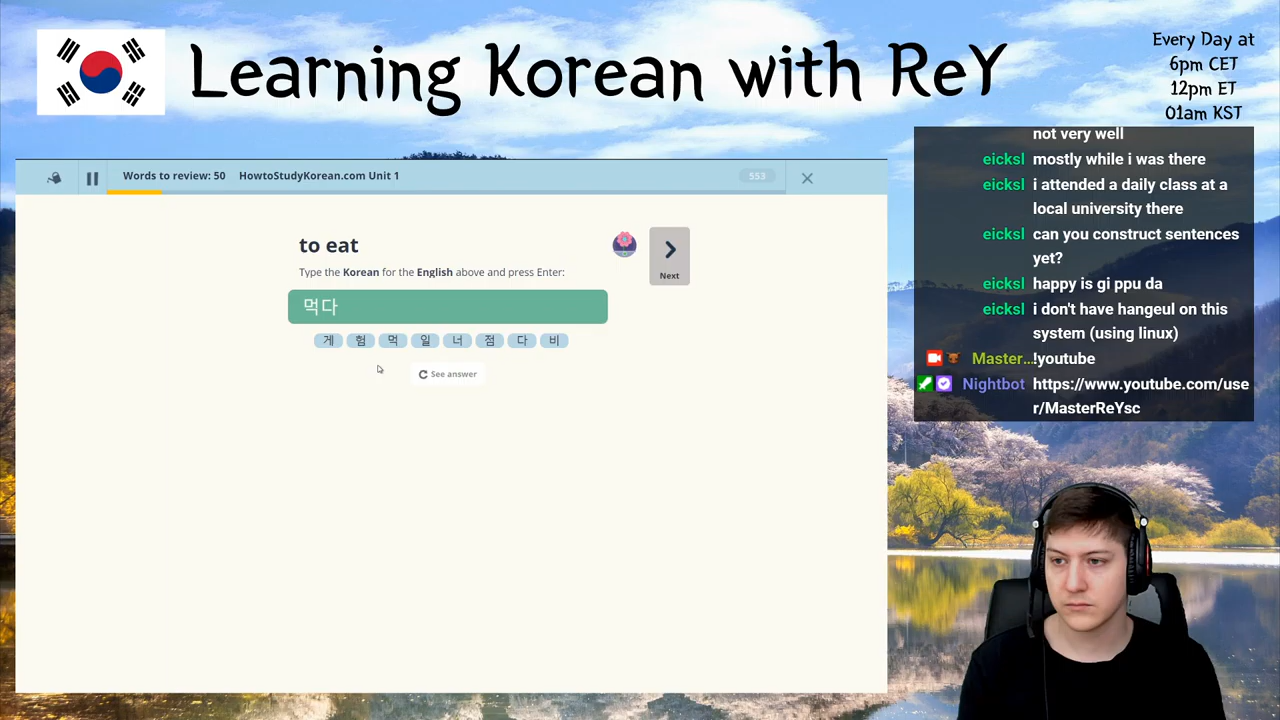 Learning Korean with ReY
Every Day at
6pm CET
12pm ET
01am KST
Words to review: 50 HowtoStudyKorean.com Unit 1
553
to eat
Type the Korean for the English above and press Enter:
Next
먹다
게 험 먹 일 너 점 다 비
See answer
not very well
eicksl mostly while i was there
eicksl i attended a daily class at a
local university there
eicksl can you construct sentences
yet?
eicksl happy is gi ppu da
eicksl i don't have hangeul on this
system (using linux)
Master... !youtube
Nightbot https://www.youtube.com/use
r/MasterReYsc